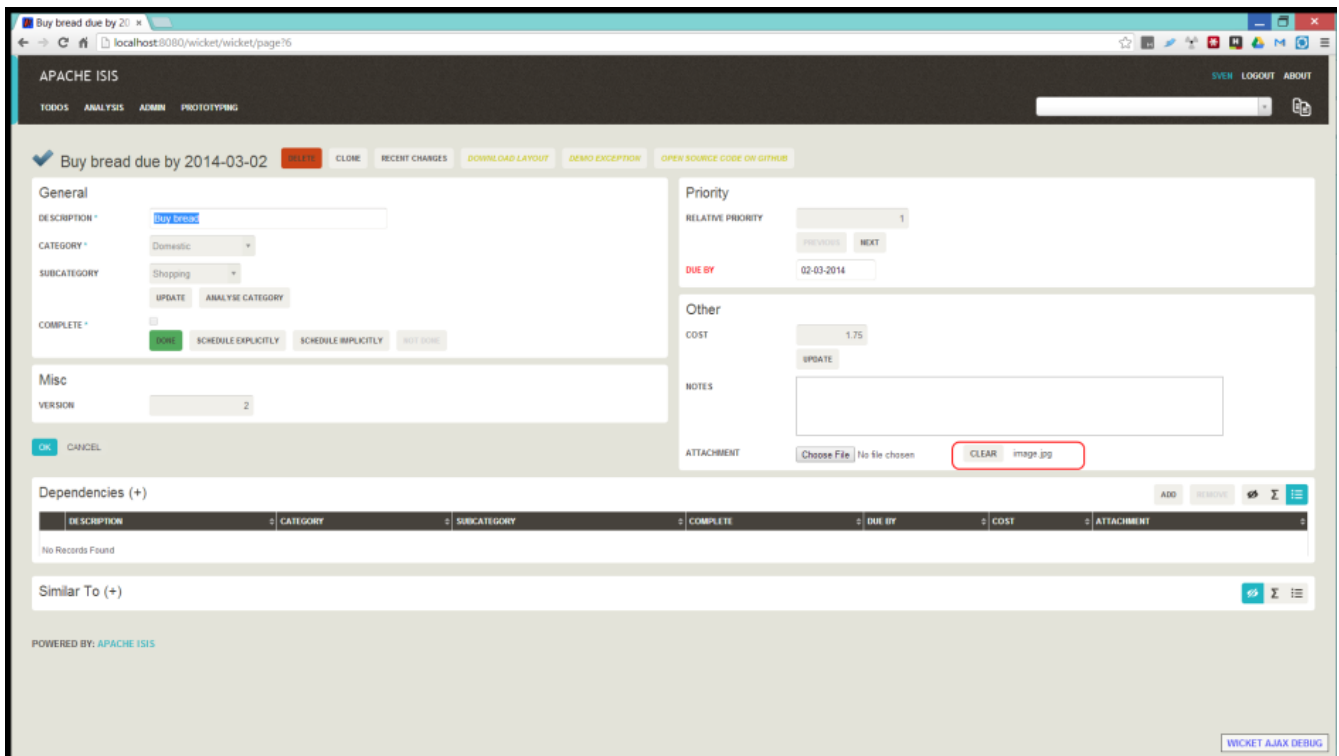 Buy bread due by 20
localhost:8080/wicket/wicket/page?6
APACHE ISIS
SVEN LOGOUT ABOUT
TODOS ANALYSIS ADMIN PROTOTYPING
Buy bread due by 2014-03-02 DELETE CLONE RECENT CHANGES DOWNLOAD LAYOUT DEMO EXCEPTION OPEN SOURCE CODE ON GITHUB
General
DESCRIPTION * Buy bread
CATEGORY * Domestic
SUBCATEGORY Shopping
UPDATE ANALYSE CATEGORY
COMPLETE *
DONE SCHEDULE EXPLICITLY SCHEDULE IMPLICITLY NOT DONE
Misc
VERSION 2
OK CANCEL
Priority
RELATIVE PRIORITY 1
PREVIOUS NEXT
DUE BY 02-03-2014
Other
COST 1.75
UPDATE
NOTES
ATTACHMENT Choose File No file chosen CLEAR image.jpg
Dependencies (+) ADD REMOVE Σ
DESCRIPTION CATEGORY SUBCATEGORY COMPLETE DUE BY COST ATTACHMENT
No Records Found
Similar To (+) Σ
POWERED BY: APACHE ISIS
WICKET AJAX DEBUG